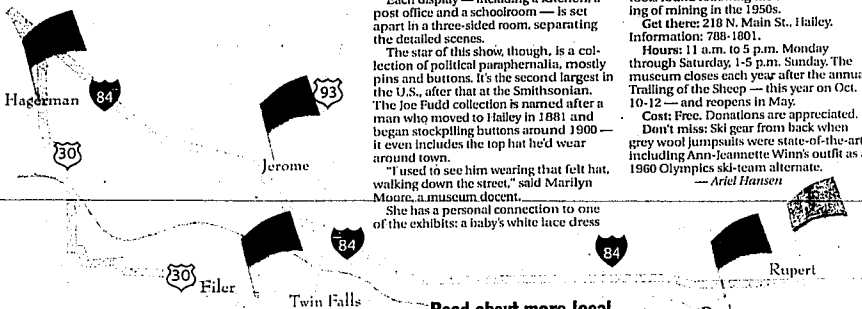 post office and a schoolroom — is set
apart in a three-sided room, separating
the detailed scenes.
The star of this show, though, is a col-
lection of political paraphernalia, mostly
pins and buttons. It's the second largest in
the U.S., after that at the Smithsonian.
The Joe Fudd collection is named after a
man who moved to Hailey in 1881 and
began stockpiling buttons around 1900 —
it even includes the top hat he'd wear
around town.
"I used to see him wearing that felt hat,
walking down the street," said Marilyn
Moore, a museum docent.
She has a personal connection to one
of the exhibits: a baby's white lace dress
ing of mining in the 1950s.
Get there: 218 N. Main St., Hailey.
Information: 788-1801.
Hours: 11 a.m. to 5 p.m. Monday
through Saturday, 1-5 p.m. Sunday. The
museum closes each year after the annua
Trailing of the Sheep — this year on Oct.
10-12 — and reopens in May.
Cost: Free. Donations are appreciated.
Don't miss: Ski gear from back when
grey wool jumpsuits were state-of-the-art
including Ann-Jeannette Winn's outfit as
1960 Olympics ski-team alternate.
— Ariel Hansen
Hagerman
84
93
30
Jerome
84
84
30
Filer
Twin Falls
Rupert
Read about more local